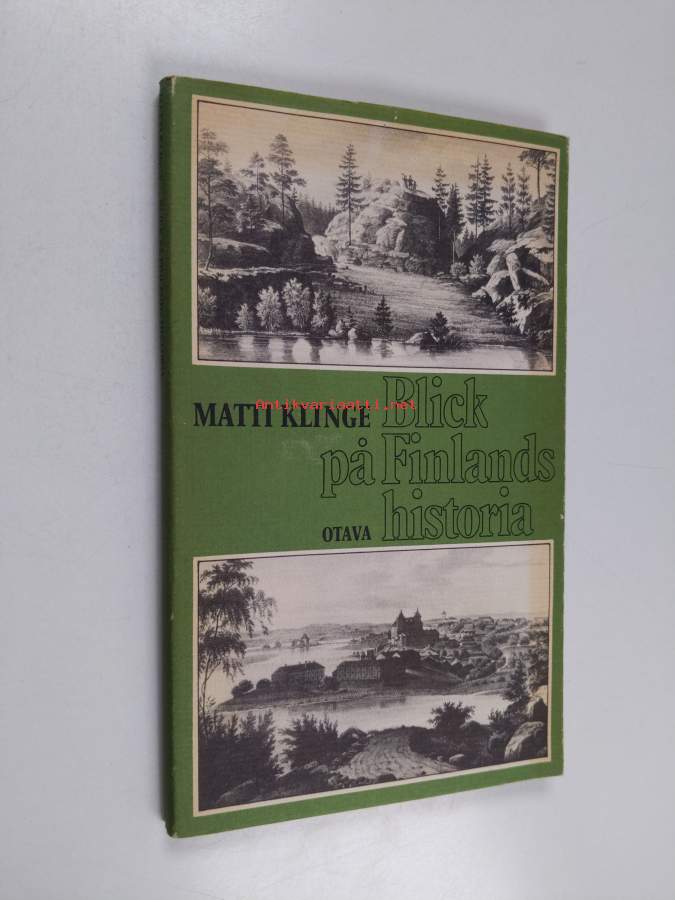 MATTI KLINGE
Blick
på Finlands
historia
OTAVA
Antikvariaatti.net